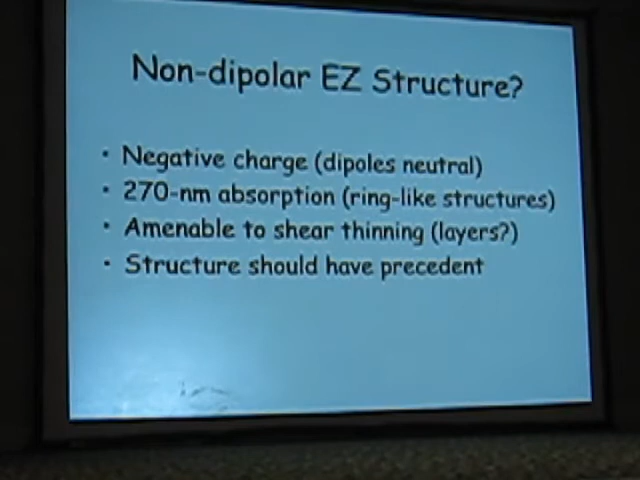 Non-dipolar EZ Structure?
• Negative charge (dipoles neutral)
• 270-nm absorption (ring-like structures)
• Amenable to shear thinning (layers?)
• Structure should have precedent